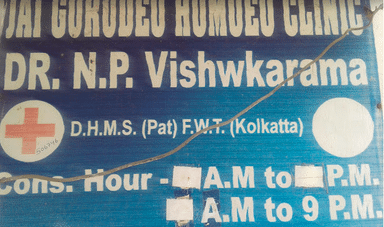 JAI GURUDEO HOMOEO CLINIC
DR. N.P. Vishwkarama
D.H.M.S. (Pat) F.W.T. (Kolkatta)
Cons. Hour - A.M to P.M.
A.M to 9 P.M.